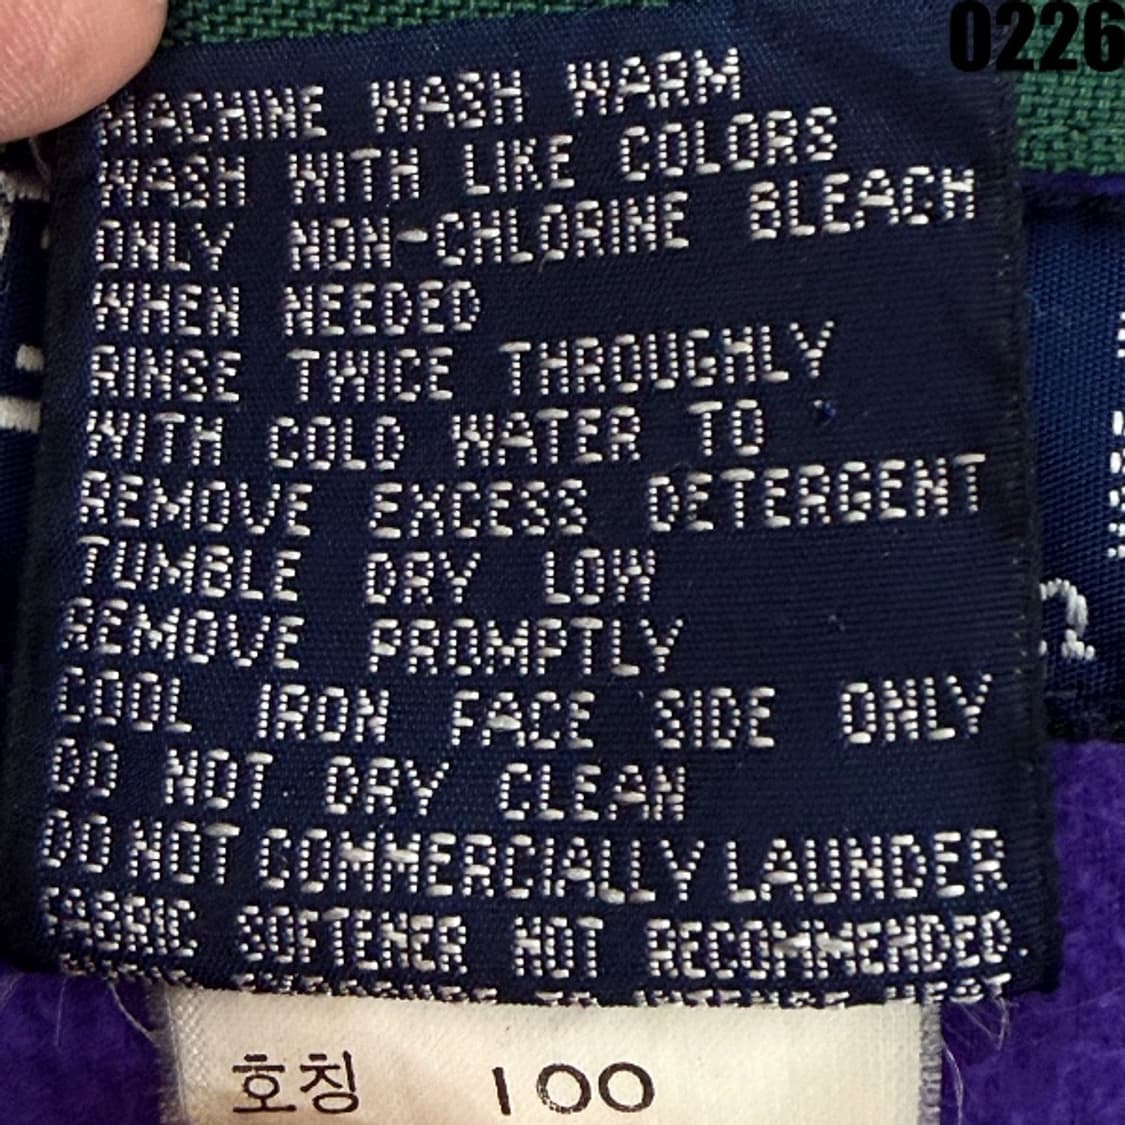 0226
MACHINE WASH WARM
WASH WITH LIKE COLORS
ONLY NON-CHLORINE BLEACH
WHEN NEEDED
RINSE TWICE THROUGHLY
WITH COLD WATER TO
REMOVE EXCESS DETERGENT
TUMBLE DRY LOW
REMOVE PROMPTLY
COOL IRON FACE SIDE ONLY
DO NOT DRY CLEAN
DO NOT COMMERCIALLY LAUNDER
FABRIC SOFTENER NOT RECOMMENDED.
호칭 100